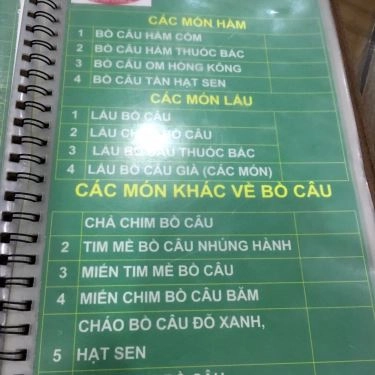 CÁC MÓN HẦM
1 BỒ CÂU HẦM CỐM
2 BỒ CÂU HẦM THUỐC BẮC
3 BỒ CÂU OM HỒNG KÔNG
4 BỒ CÂU TẦN HẠT SEN
CÁC MÓN LẨU
1 LẨU BỒ CÂU
2 LẨU BỒ CÂU
3 LẨU BỒ CÂU THUỐC BẮC
4 LẨU BỒ CÂU GIÀ (CÁC MÓN)
CÁC MÓN KHÁC VỀ BỒ CÂU
CHẢ CHIM BỒ CÂU
2 TIM MỀ BỒ CÂU NHÚNG HÀNH
3 MIẾN TIM MỀ BỒ CÂU
4 MIẾN CHIM BỒ CÂU BĂM
CHÁO BỒ CÂU ĐỖ XANH,
5 HẠT SEN
BỒ CÂU